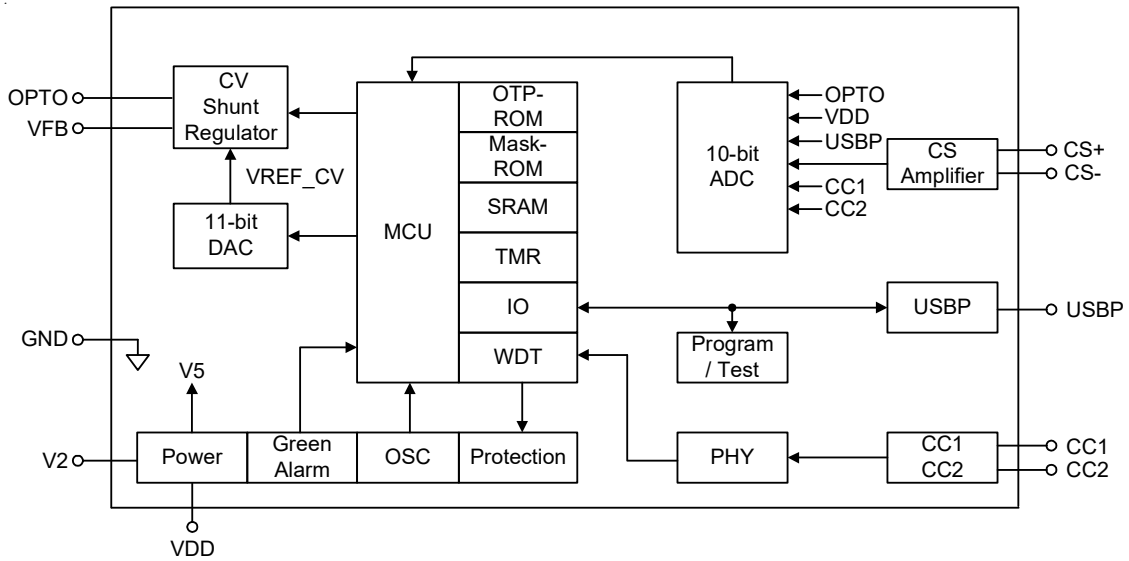 OPTO
VFB
CV
Shunt
Regulator
VREF_CV
11-bit
DAC
MCU
OTP-
ROM
Mask-
ROM
SRAM
TMR
IO
WDT
10-bit
ADC
OPTO
VDD
USBP
CC1
CC2
CS
Amplifier
CS+
CS-
USBP
USBP
Program
/ Test
GND
V5
V2
Power
Green
Alarm
OSC
Protection
PHY
CC1
CC2
CC1
CC2
VDD